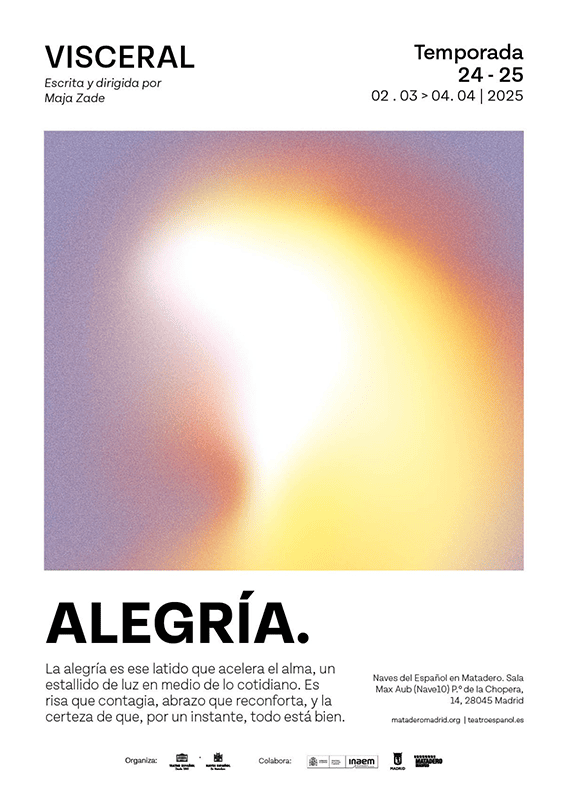 VISCERAL
Escrita y dirigida por
Maja Zade
Temporada
24 - 25
02 . 03 > 04. 04 | 2025
ALEGRÍA.
La alegría es ese latido que acelera el alma, un
estallido de luz en medio de lo cotidiano. Es
risa que contagia, abrazo que reconforta, y la
certeza de que, por un instante, todo está bien.
Naves del Español en Matadero. Sala
Max Aub (Nave10) P.º de la Chopera,
14, 28045 Madrid
mataderomadrid.org | teatroespanol.es
Organiza:
TEATRO ESPAÑOL
Colabora:
inaem
MADRID
MATADERO